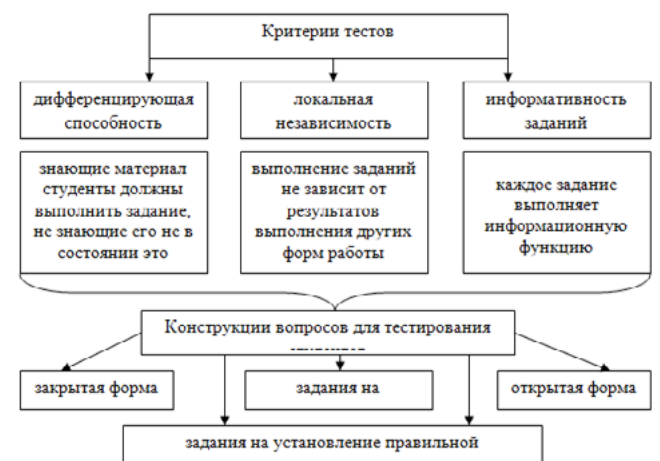 Критерии тестов
дифференцирующая
способность
локальная
независимость
информативность
заданий
знающие материал
студенты должны
выполнить задание,
не знающие его не в
состоянии это
выполнение заданий
не зависит от
результатов
выполнения других
форм работы
каждое задание
выполняет
информационную
функцию
Конструкции вопросов для тестирования
закрытая форма
задания на
открытая форма
задания на установление правильной